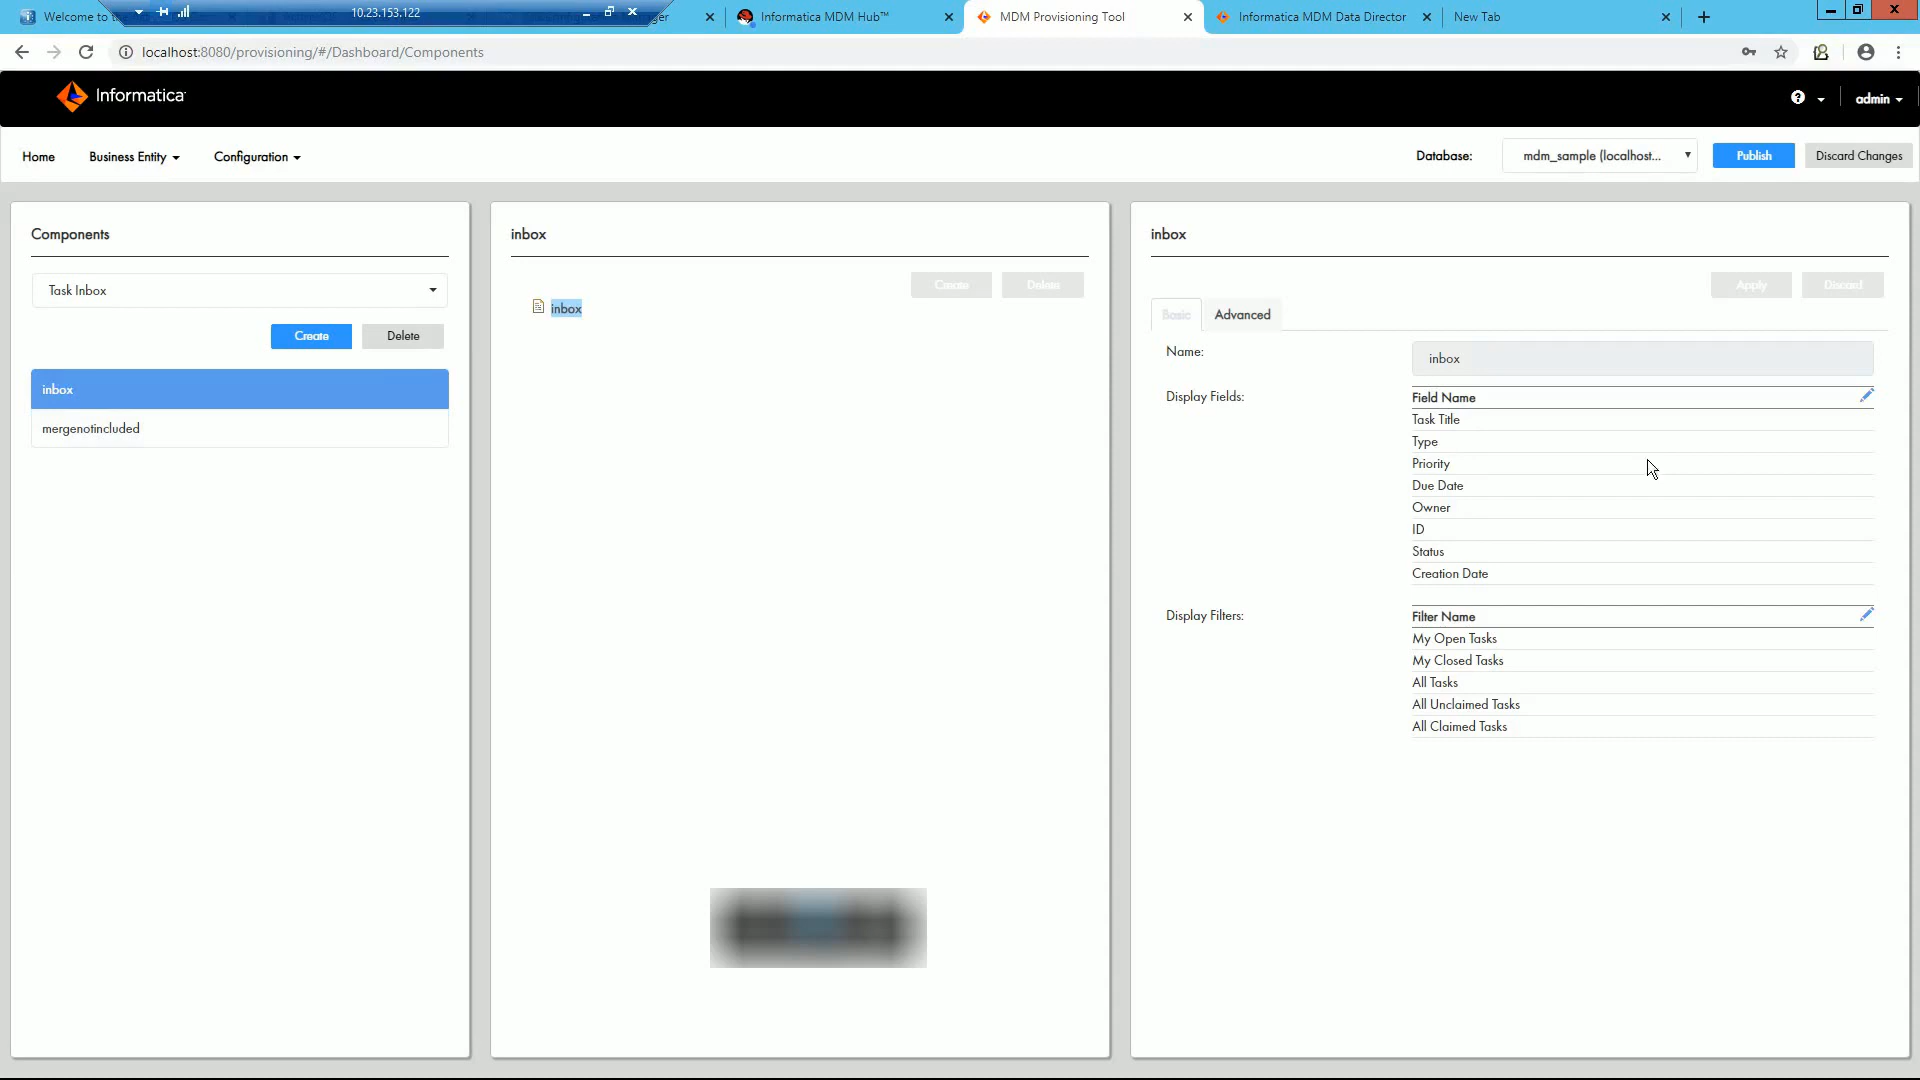 Welcome to th
10.23.153.122
ger
Informatica MDM Hub™
MDM Provisioning Tool
Informatica MDM Data Director
New Tab
localhost:8080/provisioning/#/Dashboard/Components
Informatica
admin
Home
Business Entity
Configuration
Database:
mdm_sample (localhost...
Publish
Discard Changes
Components
Task Inbox
Create
Delete
inbox
mergenotincluded
inbox
Create
Delete
inbox
inbox
Apply
Discard
Basic
Advanced
Name:
inbox
Display Fields:
Field Name
Task Title
Type
Priority
Due Date
Owner
ID
Status
Creation Date
Display Filters:
Filter Name
My Open Tasks
My Closed Tasks
All Tasks
All Unclaimed Tasks
All Claimed Tasks